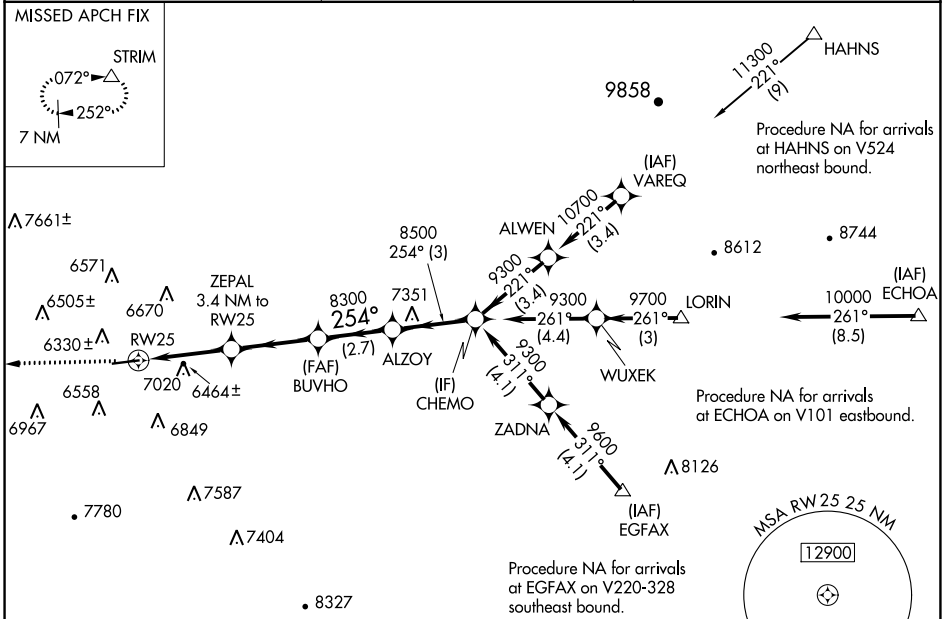 MISSED APCH FIX
STRIM
072°
252°
7 NM
HAHNS
11300
221°
(9)
9858
Procedure NA for arrivals
at HAHNS on V524
northeast bound.
(IAF)
VAREQ
10700
221°
(3.4)
ALWEN
7661±
8500
254° (3)
8612
8744
6571
ZEPAL
3.4 NM to
RW25
8300
254°
(2.7)
7351
9300
221°
(3.4)
9300
261°
(4.4)
9700
261°
(3)
LORIN
(IAF)
ECHOA
10000
261°
(8.5)
6505±
6670
6330±
RW25
(FAF)
BUVHO
ALZOY
(IF)
CHEMO
WUXEK
7020
6464±
6558
6967
6849
9300
311°
(4.1)
ZADNA
Procedure NA for arrivals
at ECHOA on V101 eastbound.
9600
311°
(4.1)
8126
7587
7780
(IAF)
EGFAX
7404
MSA RW 25 25 NM
12900
Procedure NA for arrivals
at EGFAX on V220-328
southeast bound.
8327